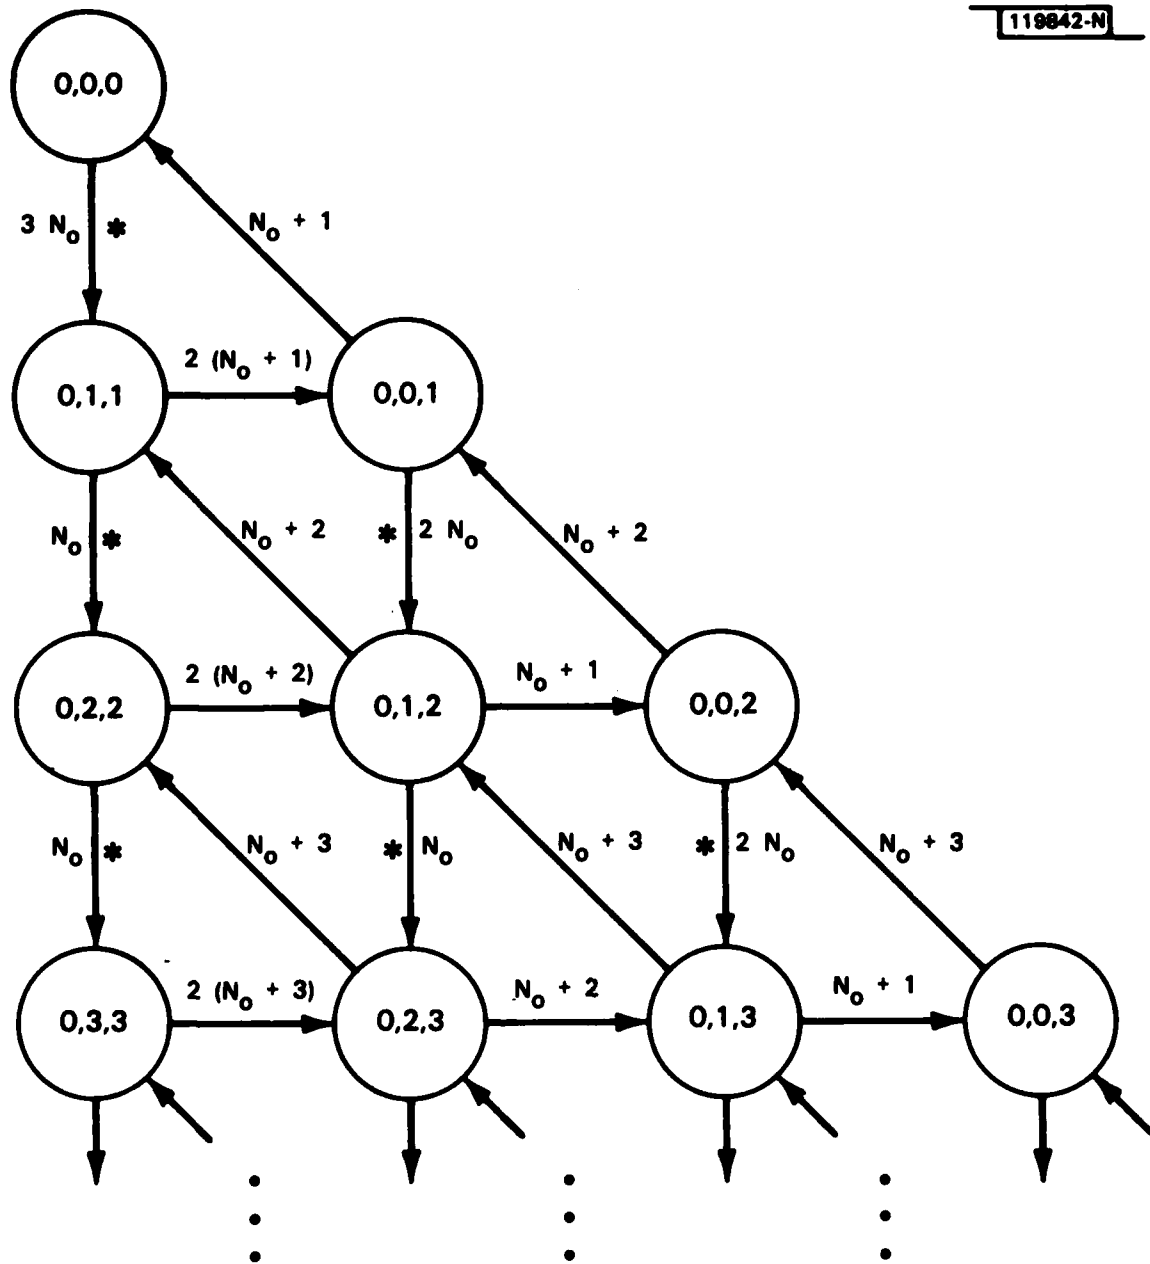 119842-N
0,0,0
3 N₀ *
N₀ + 1
0,1,1
2 (N₀ + 1)
0,0,1
N₀ *
N₀ + 2
* 2 N₀
N₀ + 2
0,2,2
2 (N₀ + 2)
0,1,2
N₀ + 1
0,0,2
N₀ *
N₀ + 3
* N₀
N₀ + 3
* 2 N₀
N₀ + 3
0,3,3
2 (N₀ + 3)
0,2,3
N₀ + 2
0,1,3
N₀ + 1
0,0,3